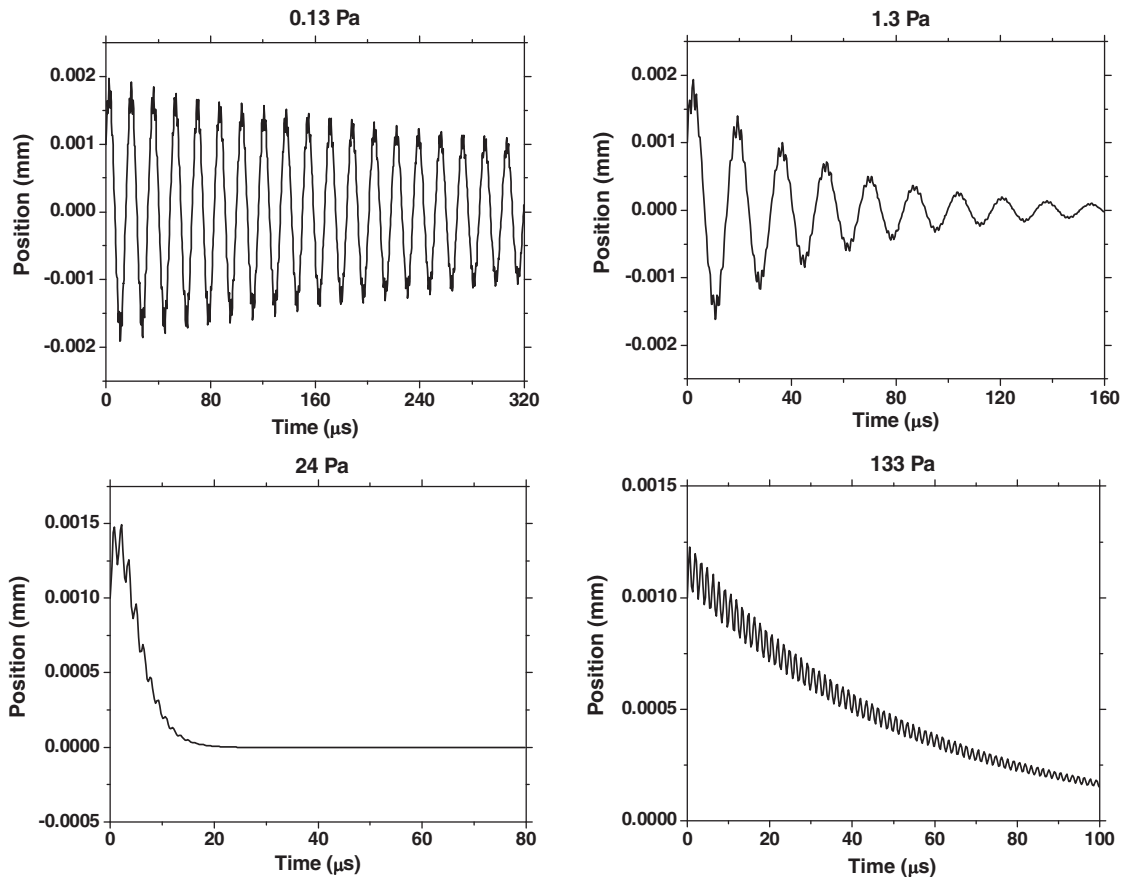 0.13 Pa
0.002
0.001
0.000
-0.001
-0.002
Position (mm)
0 80 160 240 320
Time (μs)
1.3 Pa
0.002
0.001
0.000
-0.001
-0.002
Position (mm)
0 40 80 120 160
Time (μs)
24 Pa
0.0015
0.0010
0.0005
0.0000
-0.0005
Position (mm)
0 20 40 60 80
Time (μs)
133 Pa
0.0015
0.0010
0.0005
0.0000
Position (mm)
0 20 40 60 80 100
Time (μs)